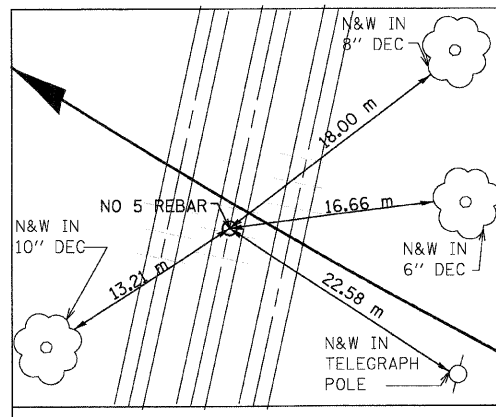 N&W IN
8" DEC
18.00 m
NO 5 REBAR
16.66 m
N&W IN
10" DEC
13.21 m
N&W IN
6" DEC
22.58 m
N&W IN
TELEGRAPH
POLE